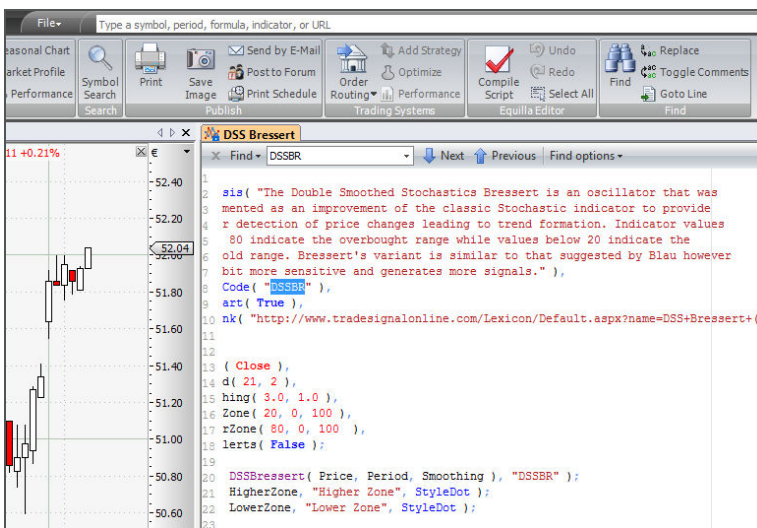 File
Type a symbol, period, formula, indicator, or URL
easonal Chart
arket Profile
Performance
Symbol Search
Search
Print
Save Image
Send by E-Mail
Post to Forum
Print Schedule
Publish
Order Routing
Add Strategy
Optimize
Performance
Trading Systems
Compile Script
Undo
Redo
Select All
Equilla Editor
Find
Replace
Toggle Comments
Goto Line
Find
11 +0.21%
€
52.40
52.20
52.04
52.00
51.80
51.60
51.40
51.20
51.00
50.80
50.60
DSS Bressert
Find DSSBR Next Previous Find options
1
2 sis( "The Double Smoothed Stochastics Bressert is an oscillator that was
3 mented as an improvement of the classic Stochastic indicator to provide
4 r detection of price changes leading to trend formation. Indicator values
5 80 indicate the overbought range while values below 20 indicate the
6 old range. Bressert's variant is similar to that suggested by Blau however
7 bit more sensitive and generates more signals." ),
8 Code( "DSSBR" ),
9 art( True ),
10 nk( "http://www.tradesignalonline.com/Lexicon/Default.aspx?name=DSS+Bressert+(
11
12
13 ( Close ),
14 d( 21, 2 ),
15 hing( 3.0, 1.0 ),
16 Zone( 20, 0, 100 ),
17 rZone( 80, 0, 100 ),
18 lerts( False );
19
20 DSSBressert( Price, Period, Smoothing ), "DSSBR" );
21 HigherZone, "Higher Zone", StyleDot );
22 LowerZone, "Lower Zone", StyleDot );
23